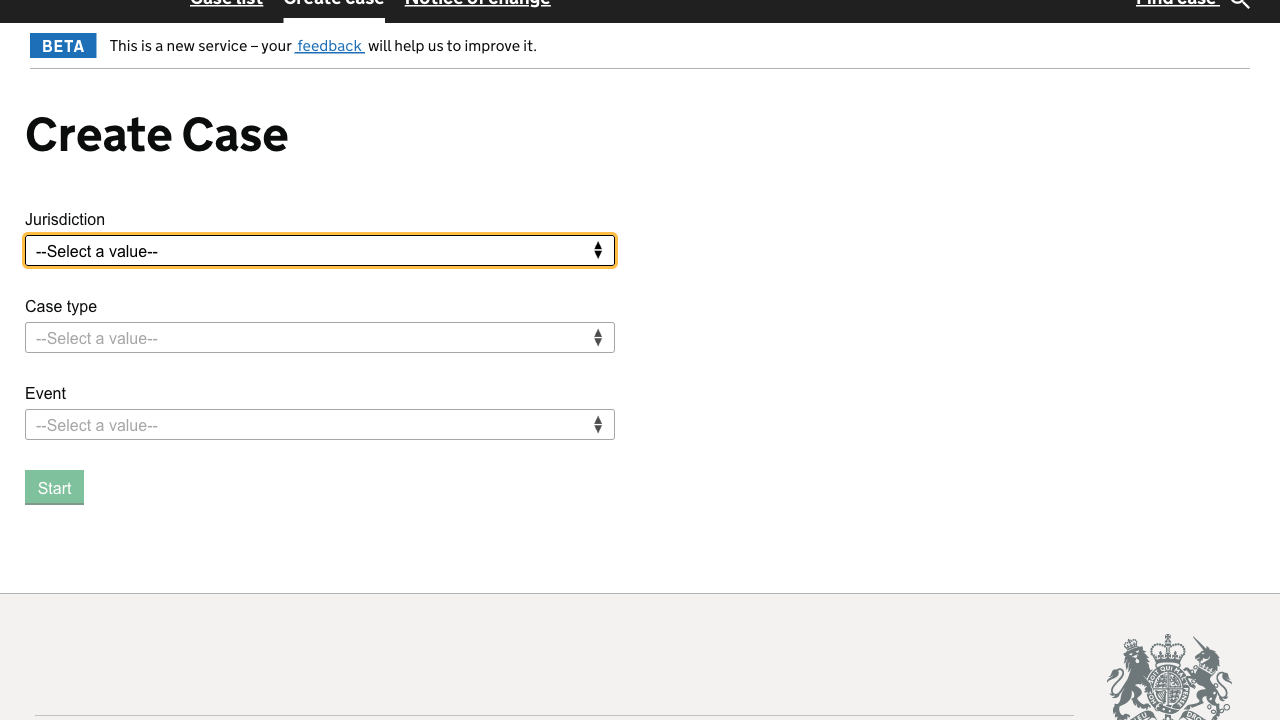 Case list Create case Notice of change Find case
BETA This is a new service – your feedback will help us to improve it.
Create Case
Jurisdiction
--Select a value--
Case type
--Select a value--
Event
--Select a value--
Start